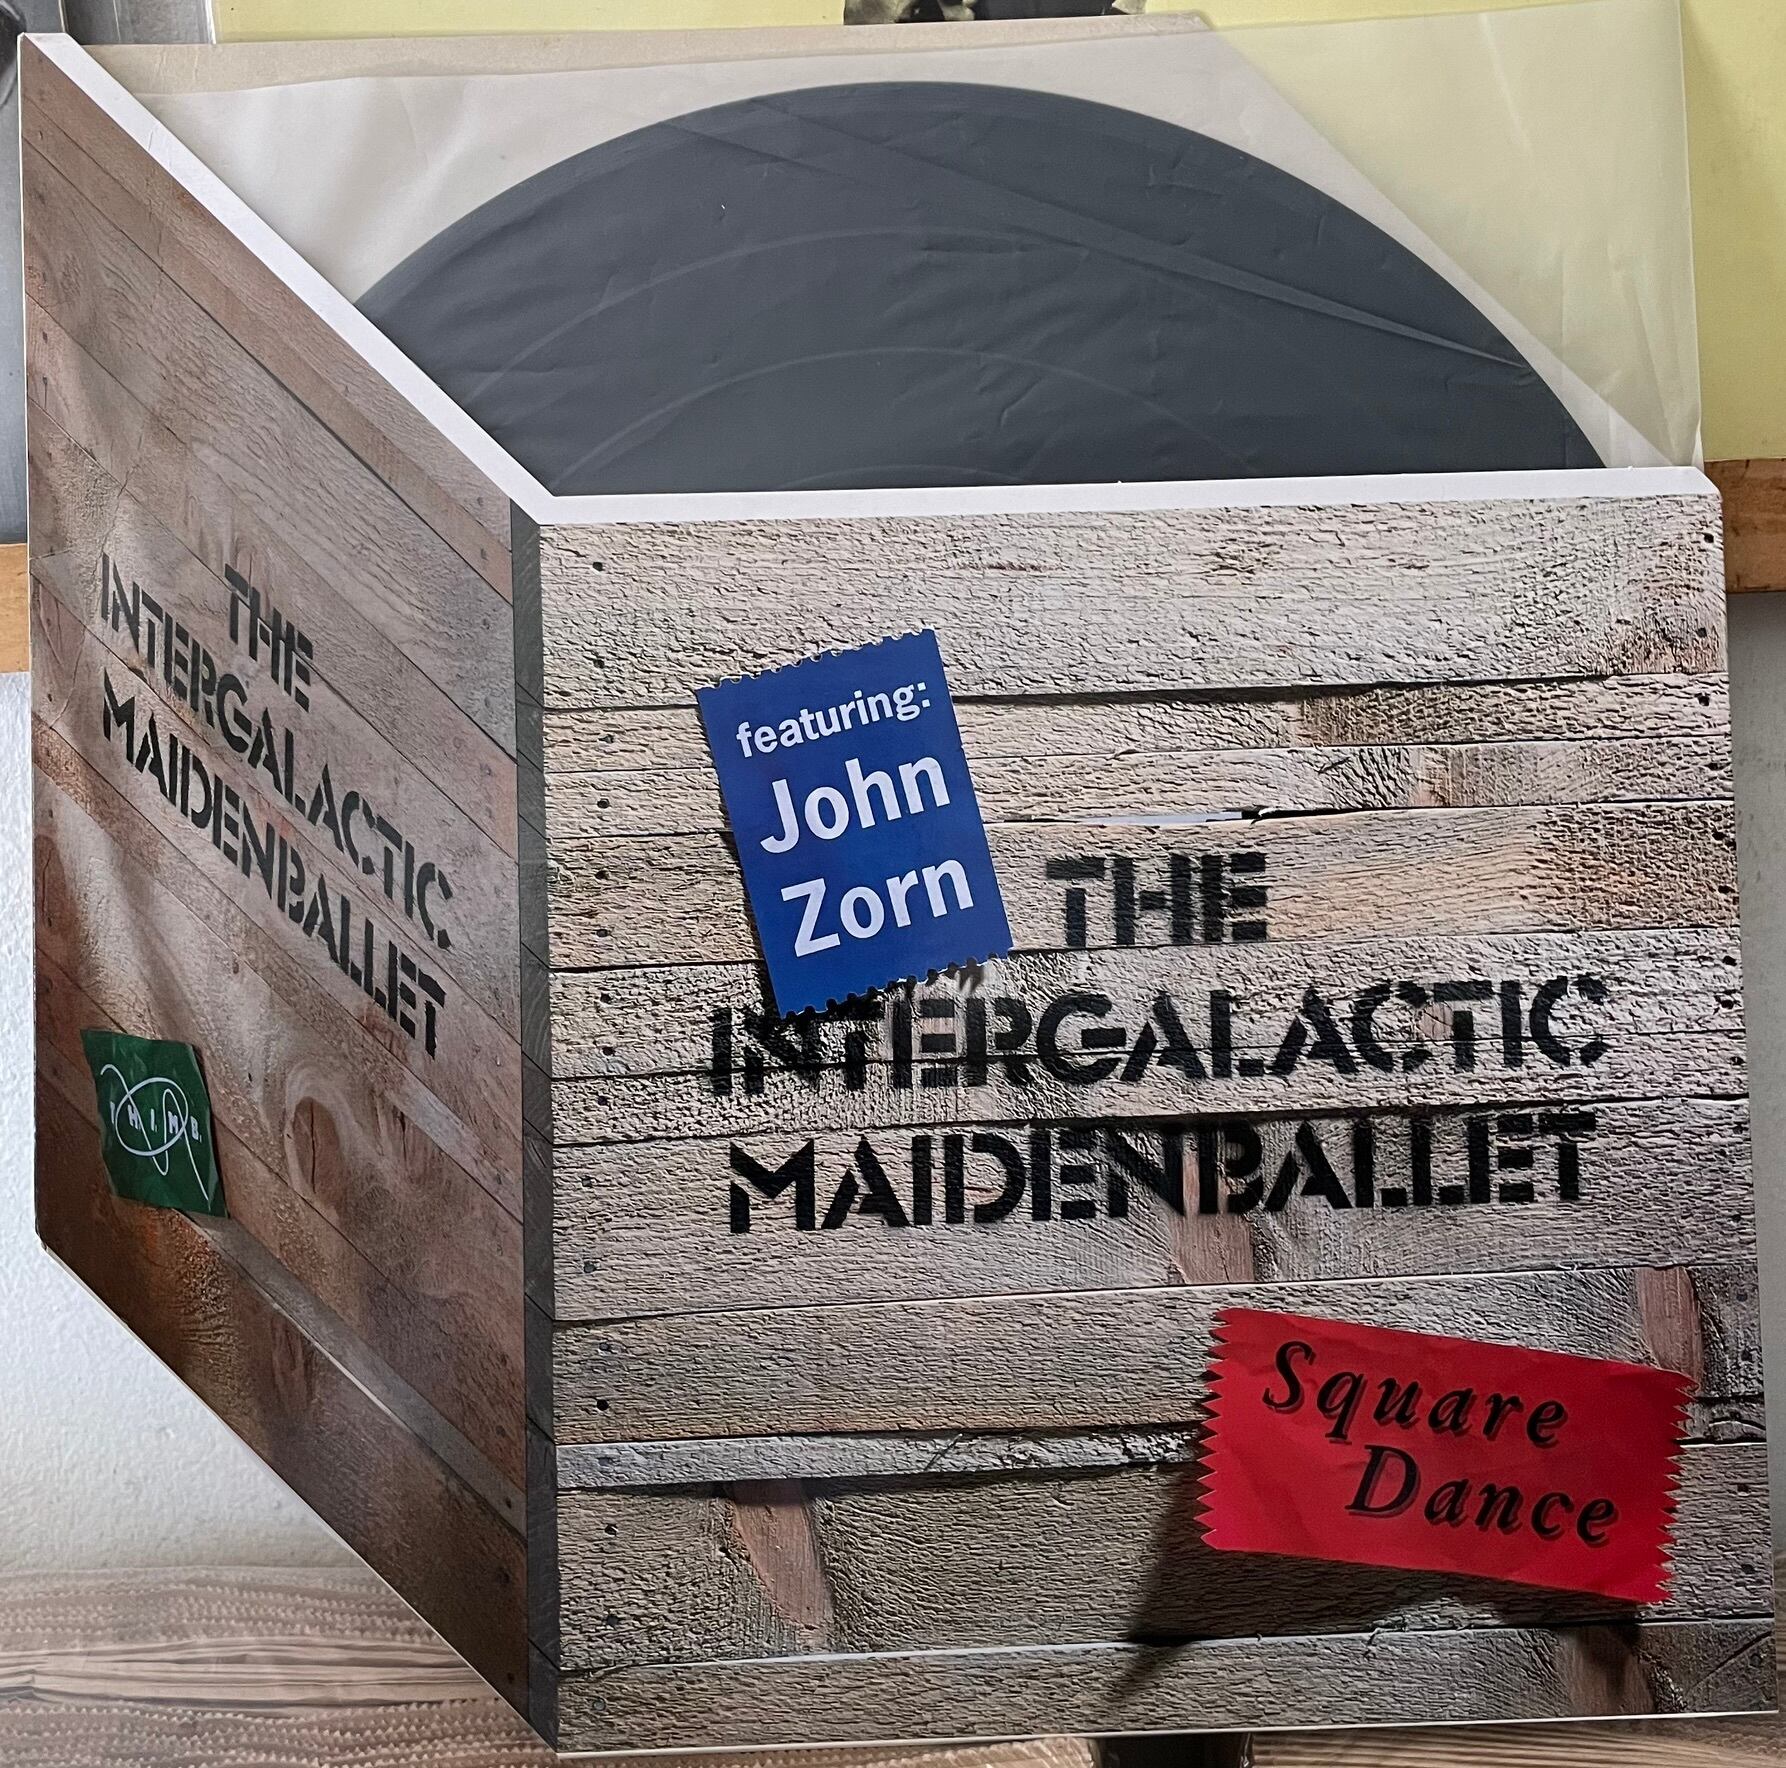 THE
INTERGALACTIC
MAIDENBALLET
T.H.I.M.B.
featuring:
John
Zorn
THE
INTERGALACTIC
MAIDENBALLET
Square
Dance